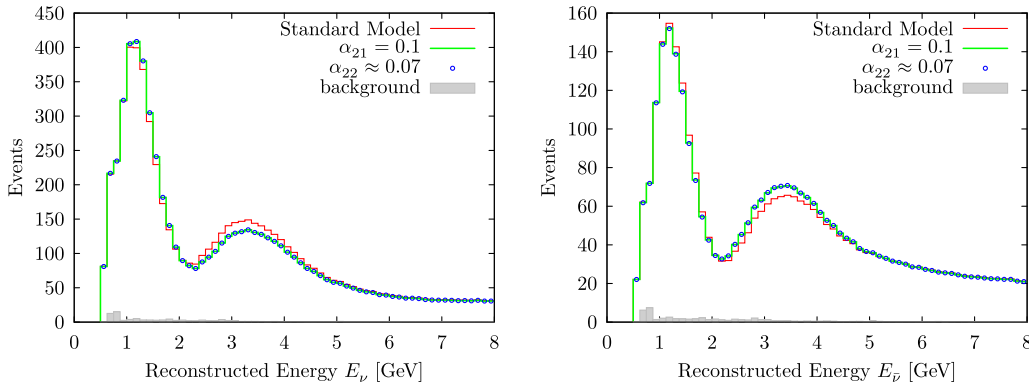 450
400
350
300
250
200
150
100
50
0
Events
0 1 2 3 4 5 6 7 8
Reconstructed Energy E_ν [GeV]
Standard Model
α₂₁ = 0.1
α₂₂ ≈ 0.07
background
160
140
120
100
80
60
40
20
0
Events
0 1 2 3 4 5 6 7 8
Reconstructed Energy E_ν̄ [GeV]
Standard Model
α₂₁ = 0.1
α₂₂ ≈ 0.07
background